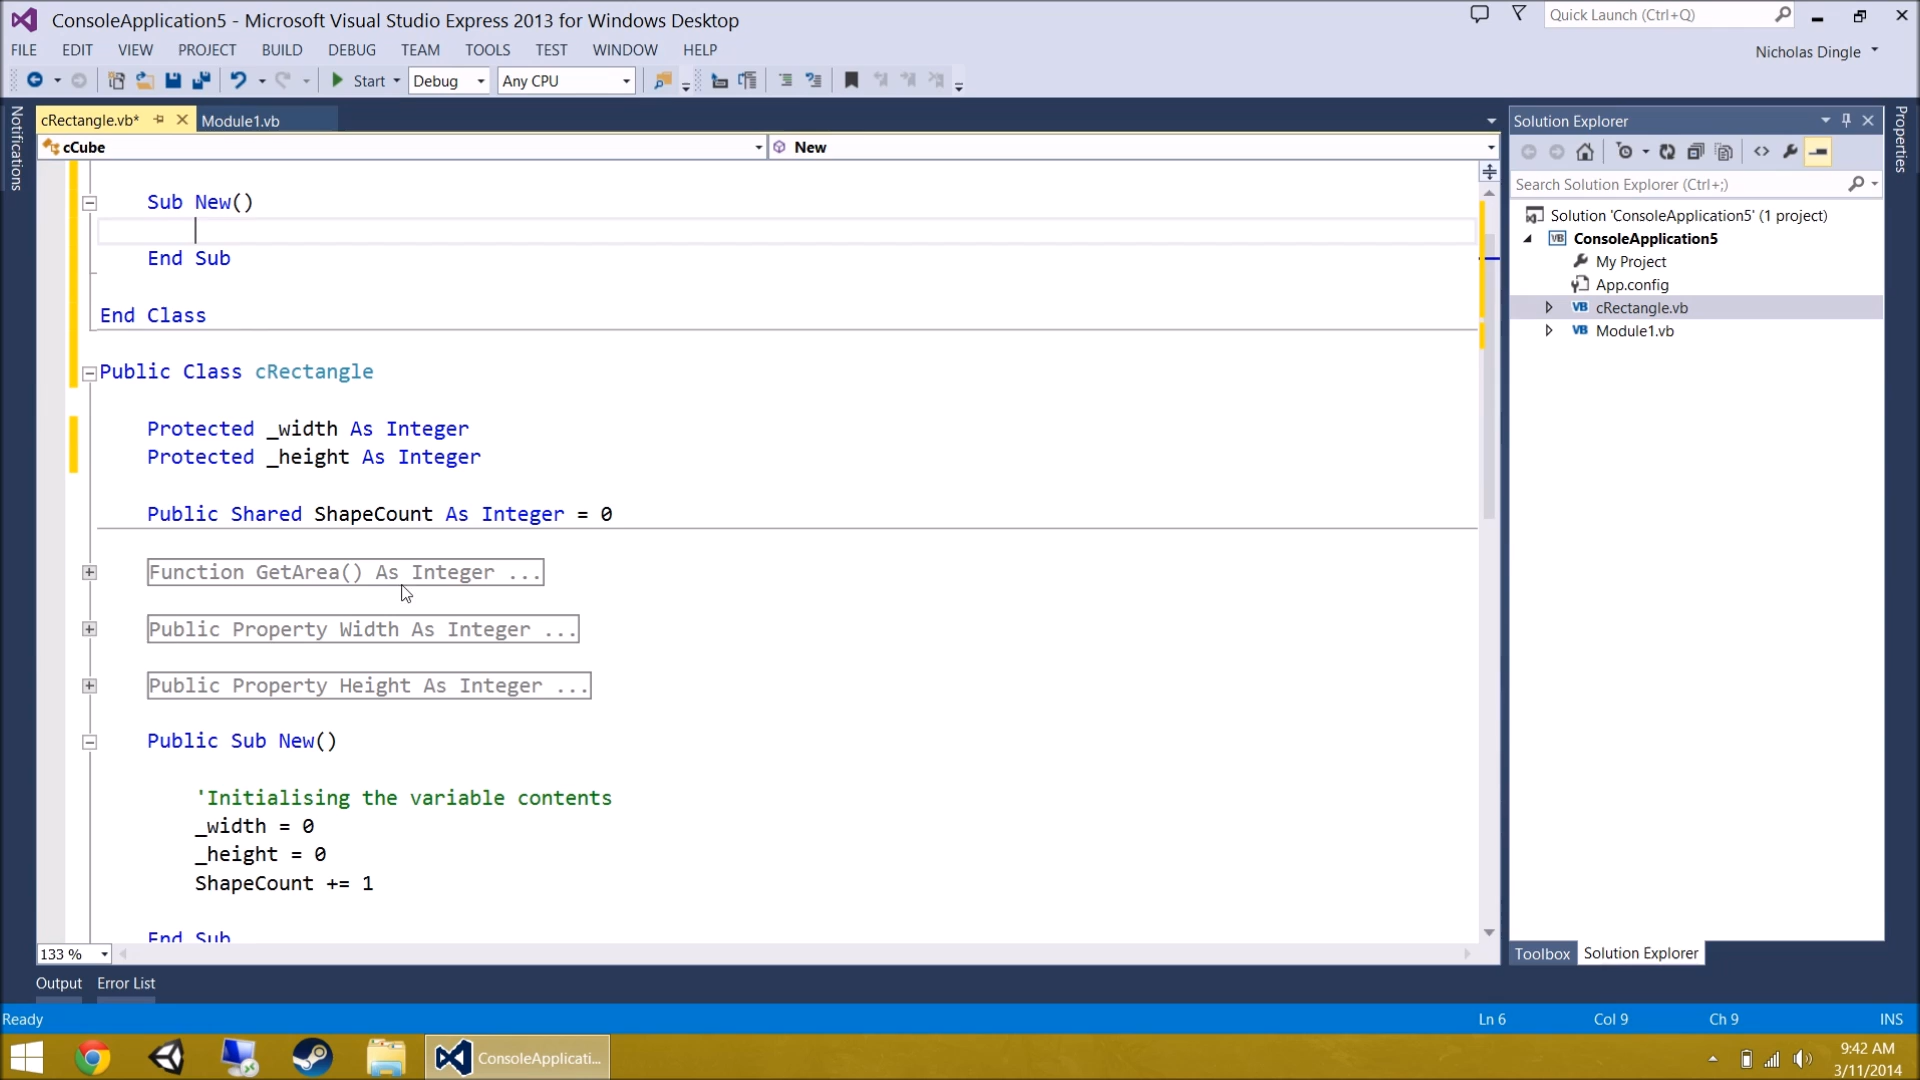 ConsoleApplication5 - Microsoft Visual Studio Express 2013 for Windows Desktop
Quick Launch (Ctrl+Q)
FILE EDIT VIEW PROJECT BUILD DEBUG TEAM TOOLS TEST WINDOW HELP
Nicholas Dingle
Start Debug Any CPU
Notifications
cRectangle.vb* Module1.vb
cCube New
Sub New()
End Sub
End Class
Public Class cRectangle
Protected _width As Integer
Protected _height As Integer
Public Shared ShapeCount As Integer = 0
Function GetArea() As Integer ...
Public Property Width As Integer ...
Public Property Height As Integer ...
Public Sub New()
'Initialising the variable contents
_width = 0
_height = 0
ShapeCount += 1
End Sub
133 %
Solution Explorer
Search Solution Explorer (Ctrl+;)
Solution 'ConsoleApplication5' (1 project)
VB ConsoleApplication5
My Project
App.config
VB cRectangle.vb
VB Module1.vb
Toolbox Solution Explorer
Properties
Output Error List
Ready Ln 6 Col 9 Ch 9 INS
ConsoleApplicati...
9:42 AM
3/11/2014